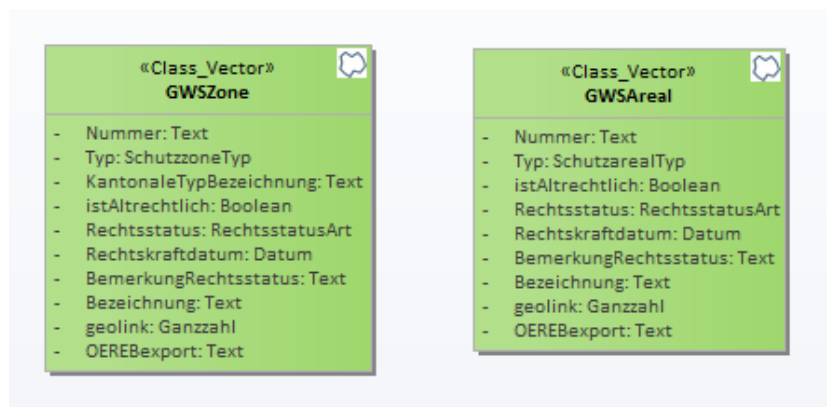 «Class_Vector»
GWSZone
- Nummer: Text
- Typ: SchutzzoneTyp
- KantonaleTypBezeichnung: Text
- istAltrechtlich: Boolean
- Rechtsstatus: RechtsstatusArt
- Rechtskraftdatum: Datum
- BemerkungRechtsstatus: Text
- Bezeichnung: Text
- geolink: Ganzzahl
- OEREBexport: Text
«Class_Vector»
GWSAreal
- Nummer: Text
- Typ: SchutzarealTyp
- istAltrechtlich: Boolean
- Rechtsstatus: RechtsstatusArt
- Rechtskraftdatum: Datum
- BemerkungRechtsstatus: Text
- Bezeichnung: Text
- geolink: Ganzzahl
- OEREBexport: Text